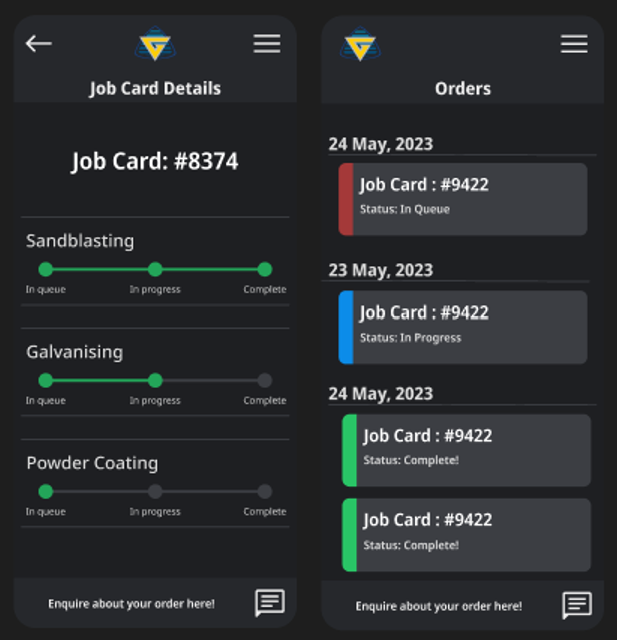 Job Card Details
Job Card: #8374
Sandblasting
In queue In progress Complete
Galvanising
In queue In progress Complete
Powder Coating
In queue In progress Complete
Enquire about your order here!
Orders
24 May, 2023
Job Card : #9422
Status: In Queue
23 May, 2023
Job Card : #9422
Status: In Progress
24 May, 2023
Job Card : #9422
Status: Complete!
Job Card : #9422
Status: Complete!
Enquire about your order here!